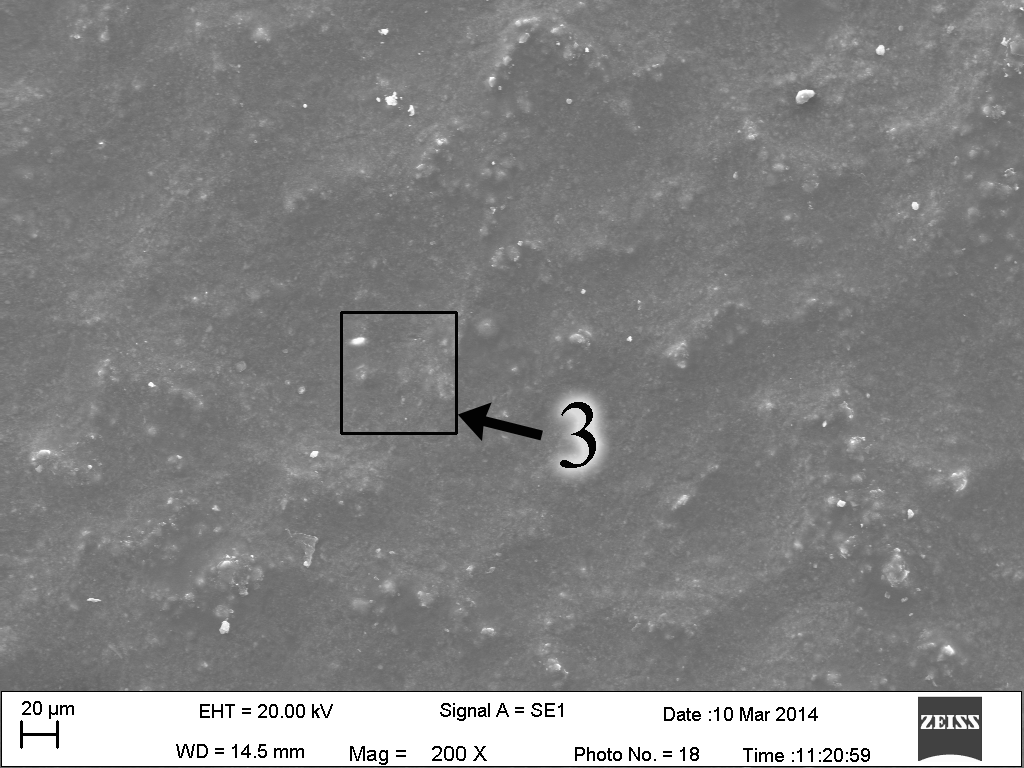 3
20 µm
EHT = 20.00 kV
Signal A = SE1
Date :10 Mar 2014
ZEISS
WD = 14.5 mm
Mag = 200 X
Photo No. = 18
Time :11:20:59